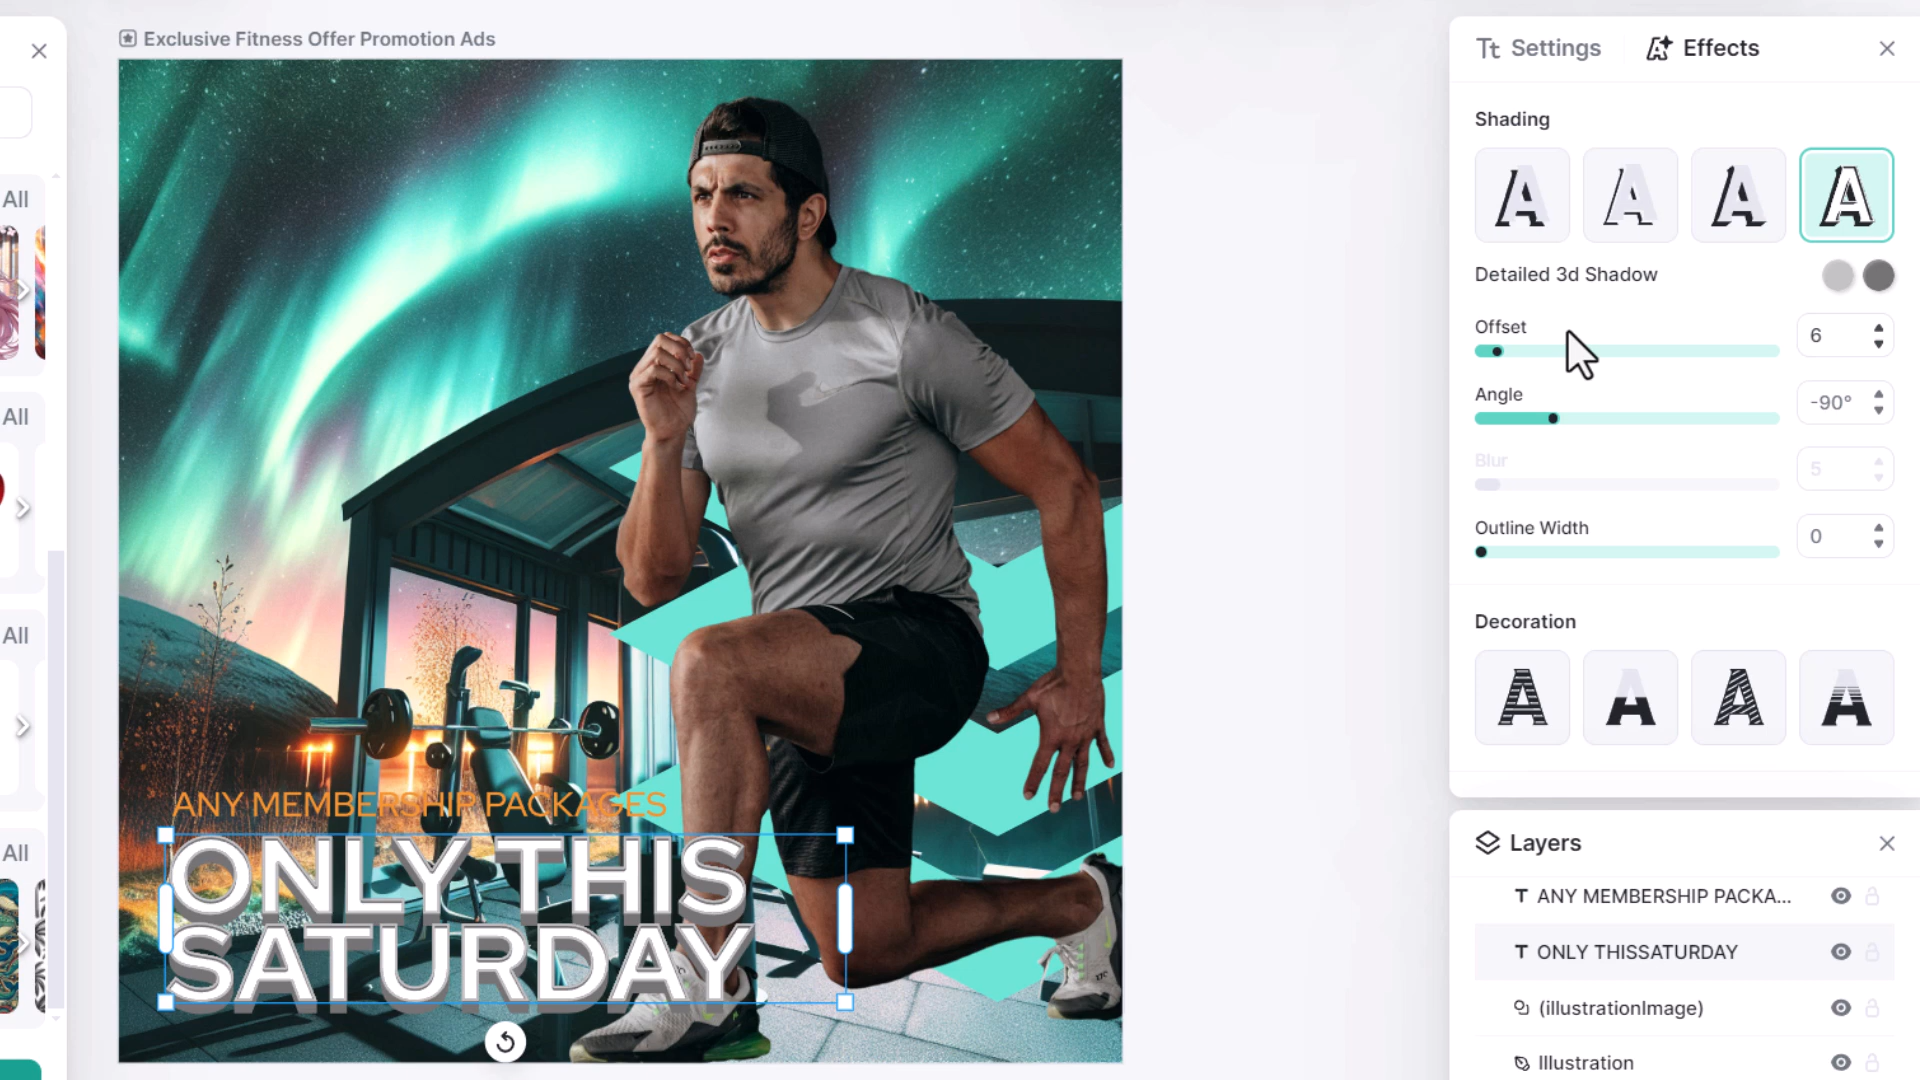 Exclusive Fitness Offer Promotion Ads
Tt Settings
Effects
All
All
All
All
Shading
Detailed 3d Shadow
Offset
6
Angle
-90°
Blur
5
Outline Width
0
Decoration
ANY MEMBERSHIP PACKAGES
ONLY THIS
SATURDAY
Layers
T ANY MEMBERSHIP PACKA...
T ONLY THISSATURDAY
(illustrationImage)
Illustration